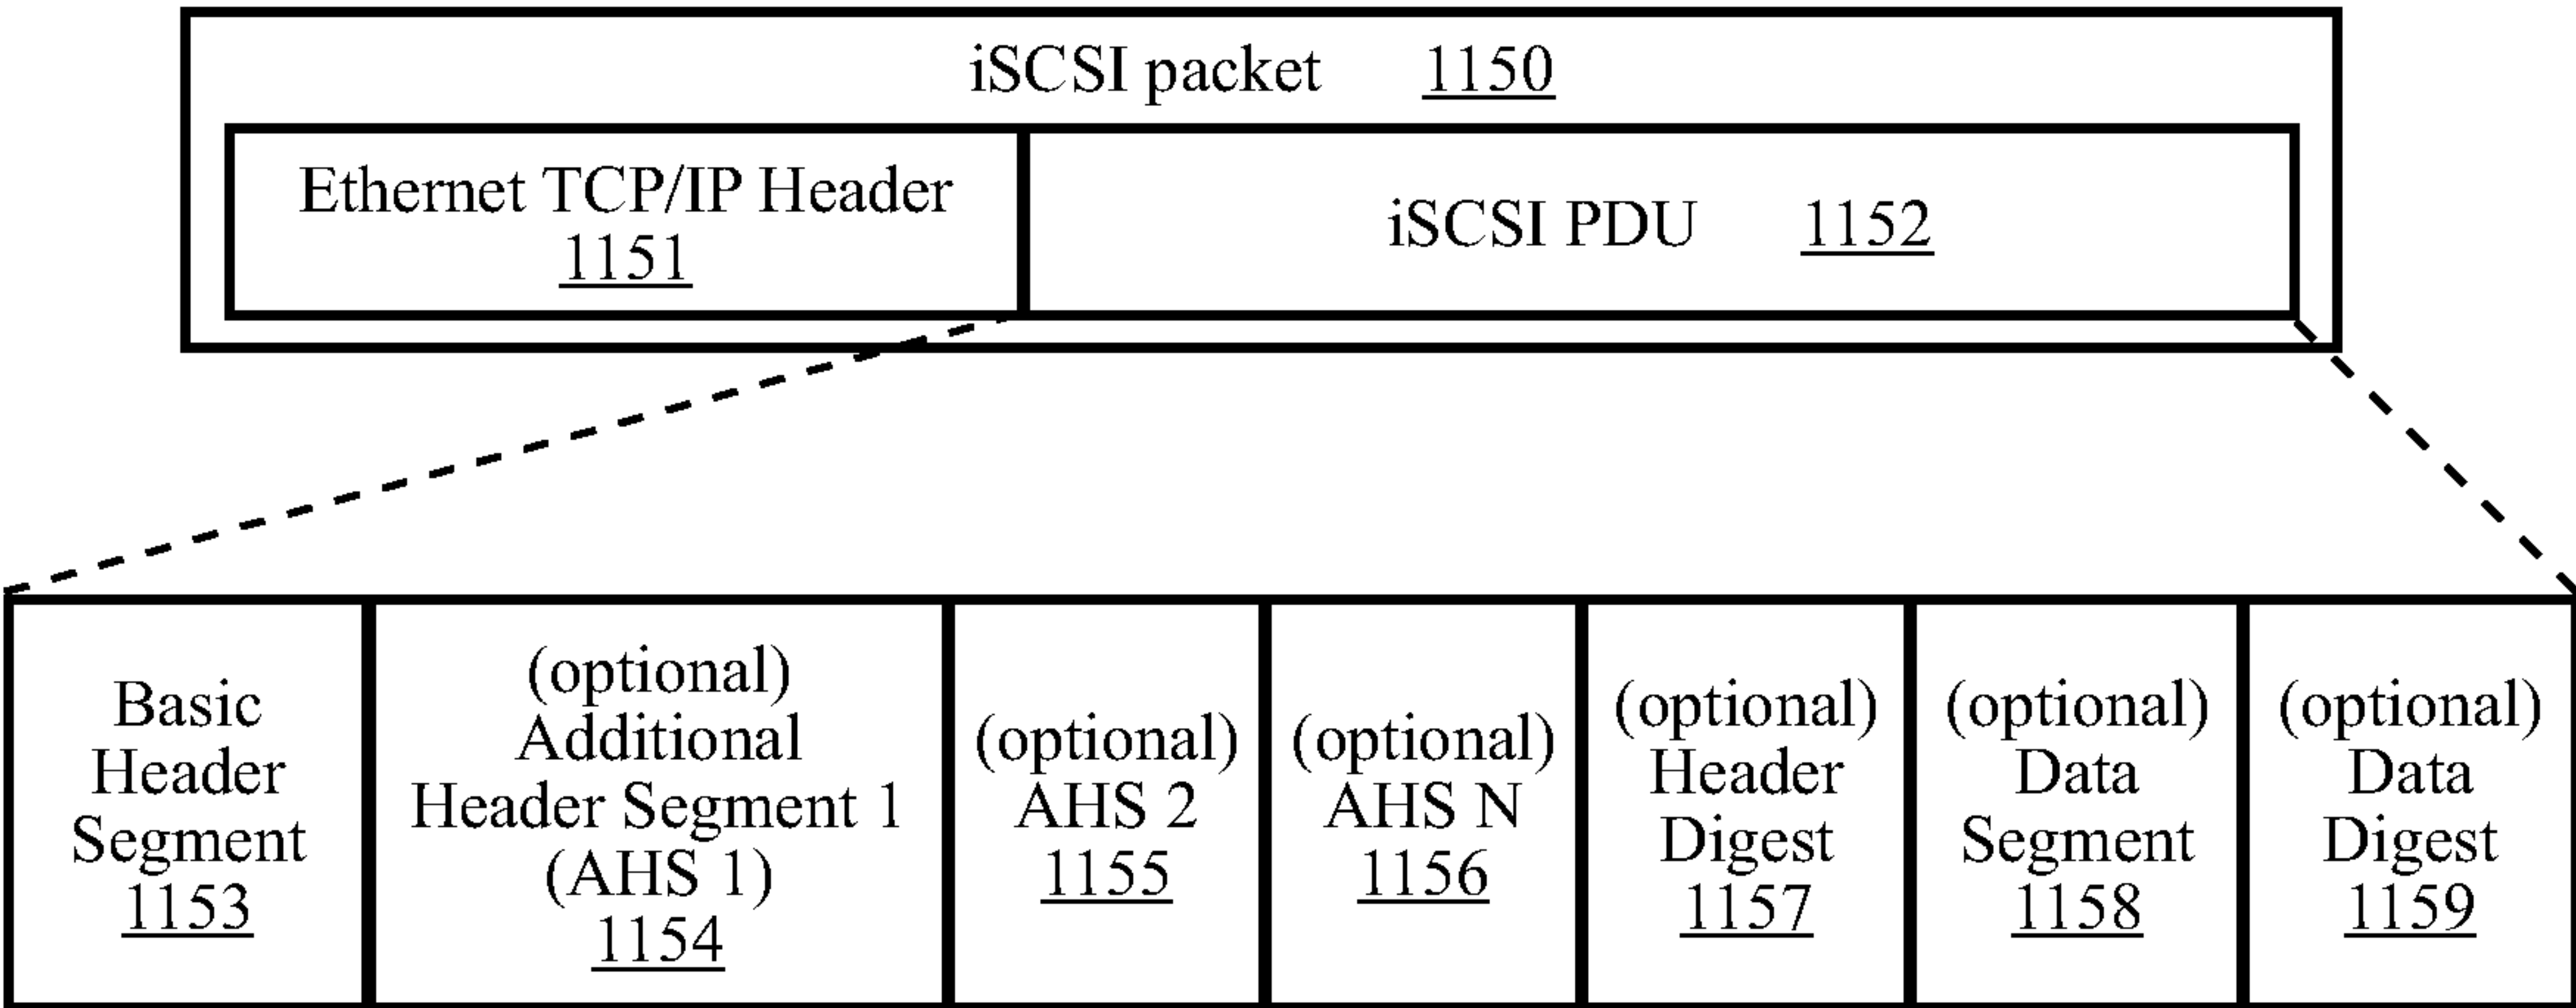 iSCSI packet 1150
Ethernet TCP/IP Header
1151
iSCSI PDU 1152
Basic
Header
Segment
1153
(optional)
Additional
Header Segment 1
(AHS 1)
1154
(optional)
AHS 2
1155
(optional)
AHS N
1156
(optional)
Header
Digest
1157
(optional)
Data
Segment
1158
(optional)
Data
Digest
1159